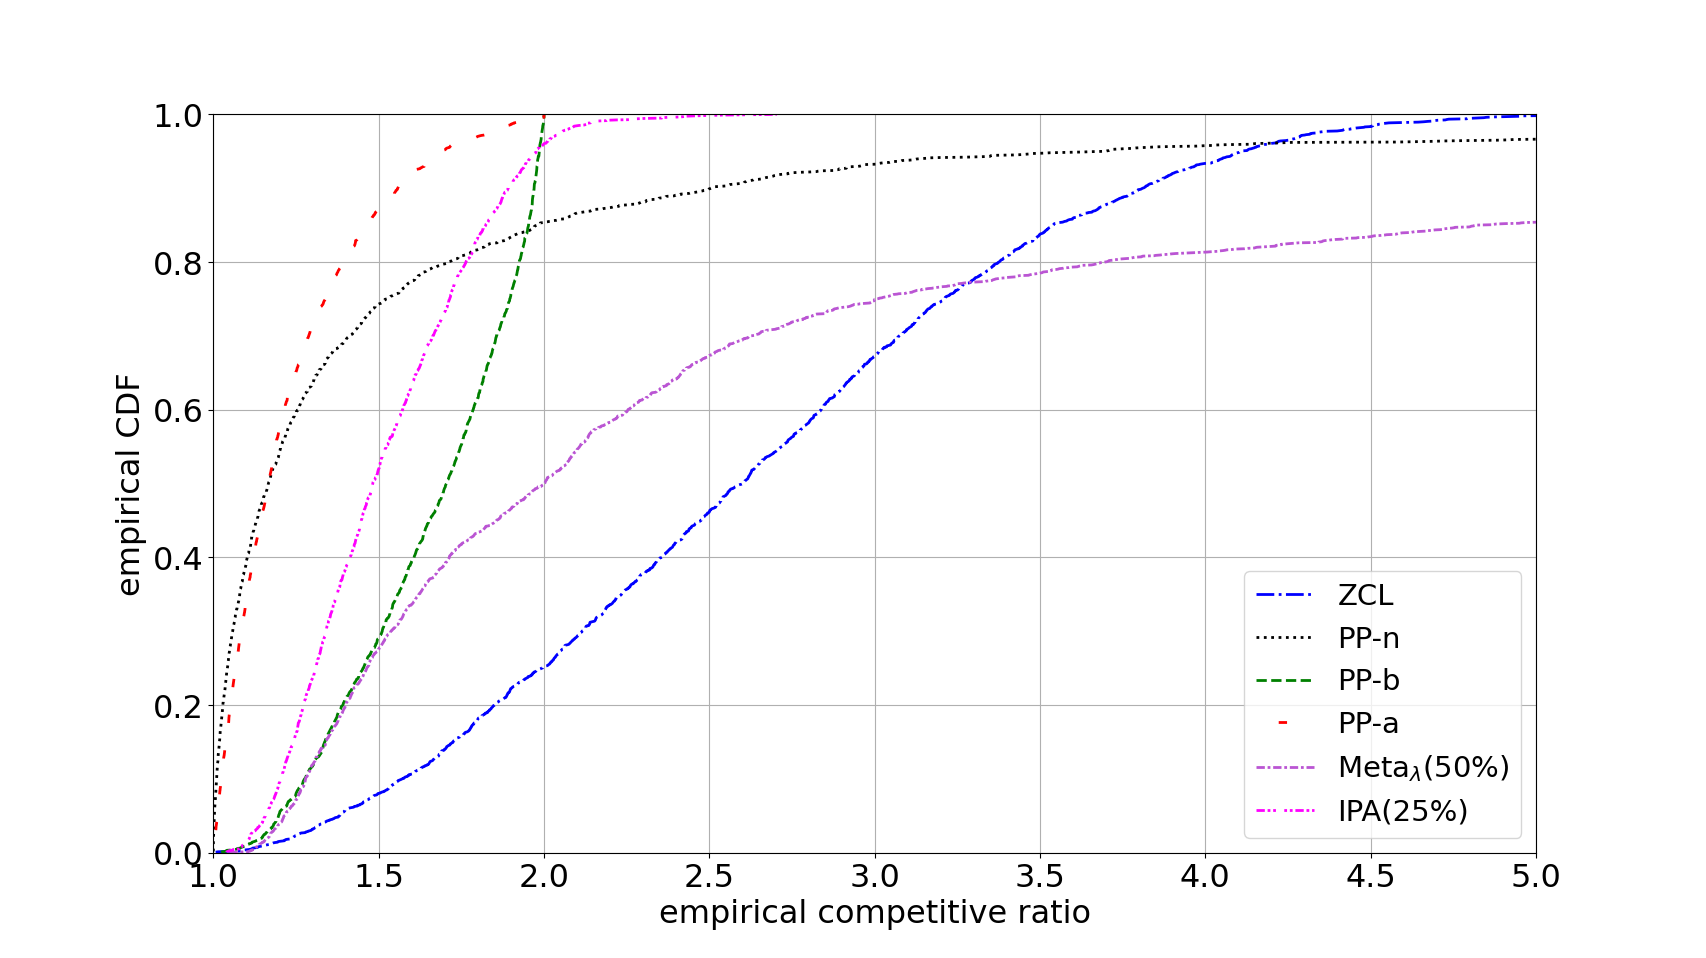 1.0
0.8
0.6
0.4
0.2
0.0
empirical CDF
ZCL
PP-n
PP-b
PP-a
Meta$_\lambda$(50%)
IPA(25%)
1.0 1.5 2.0 2.5 3.0 3.5 4.0 4.5 5.0
empirical competitive ratio